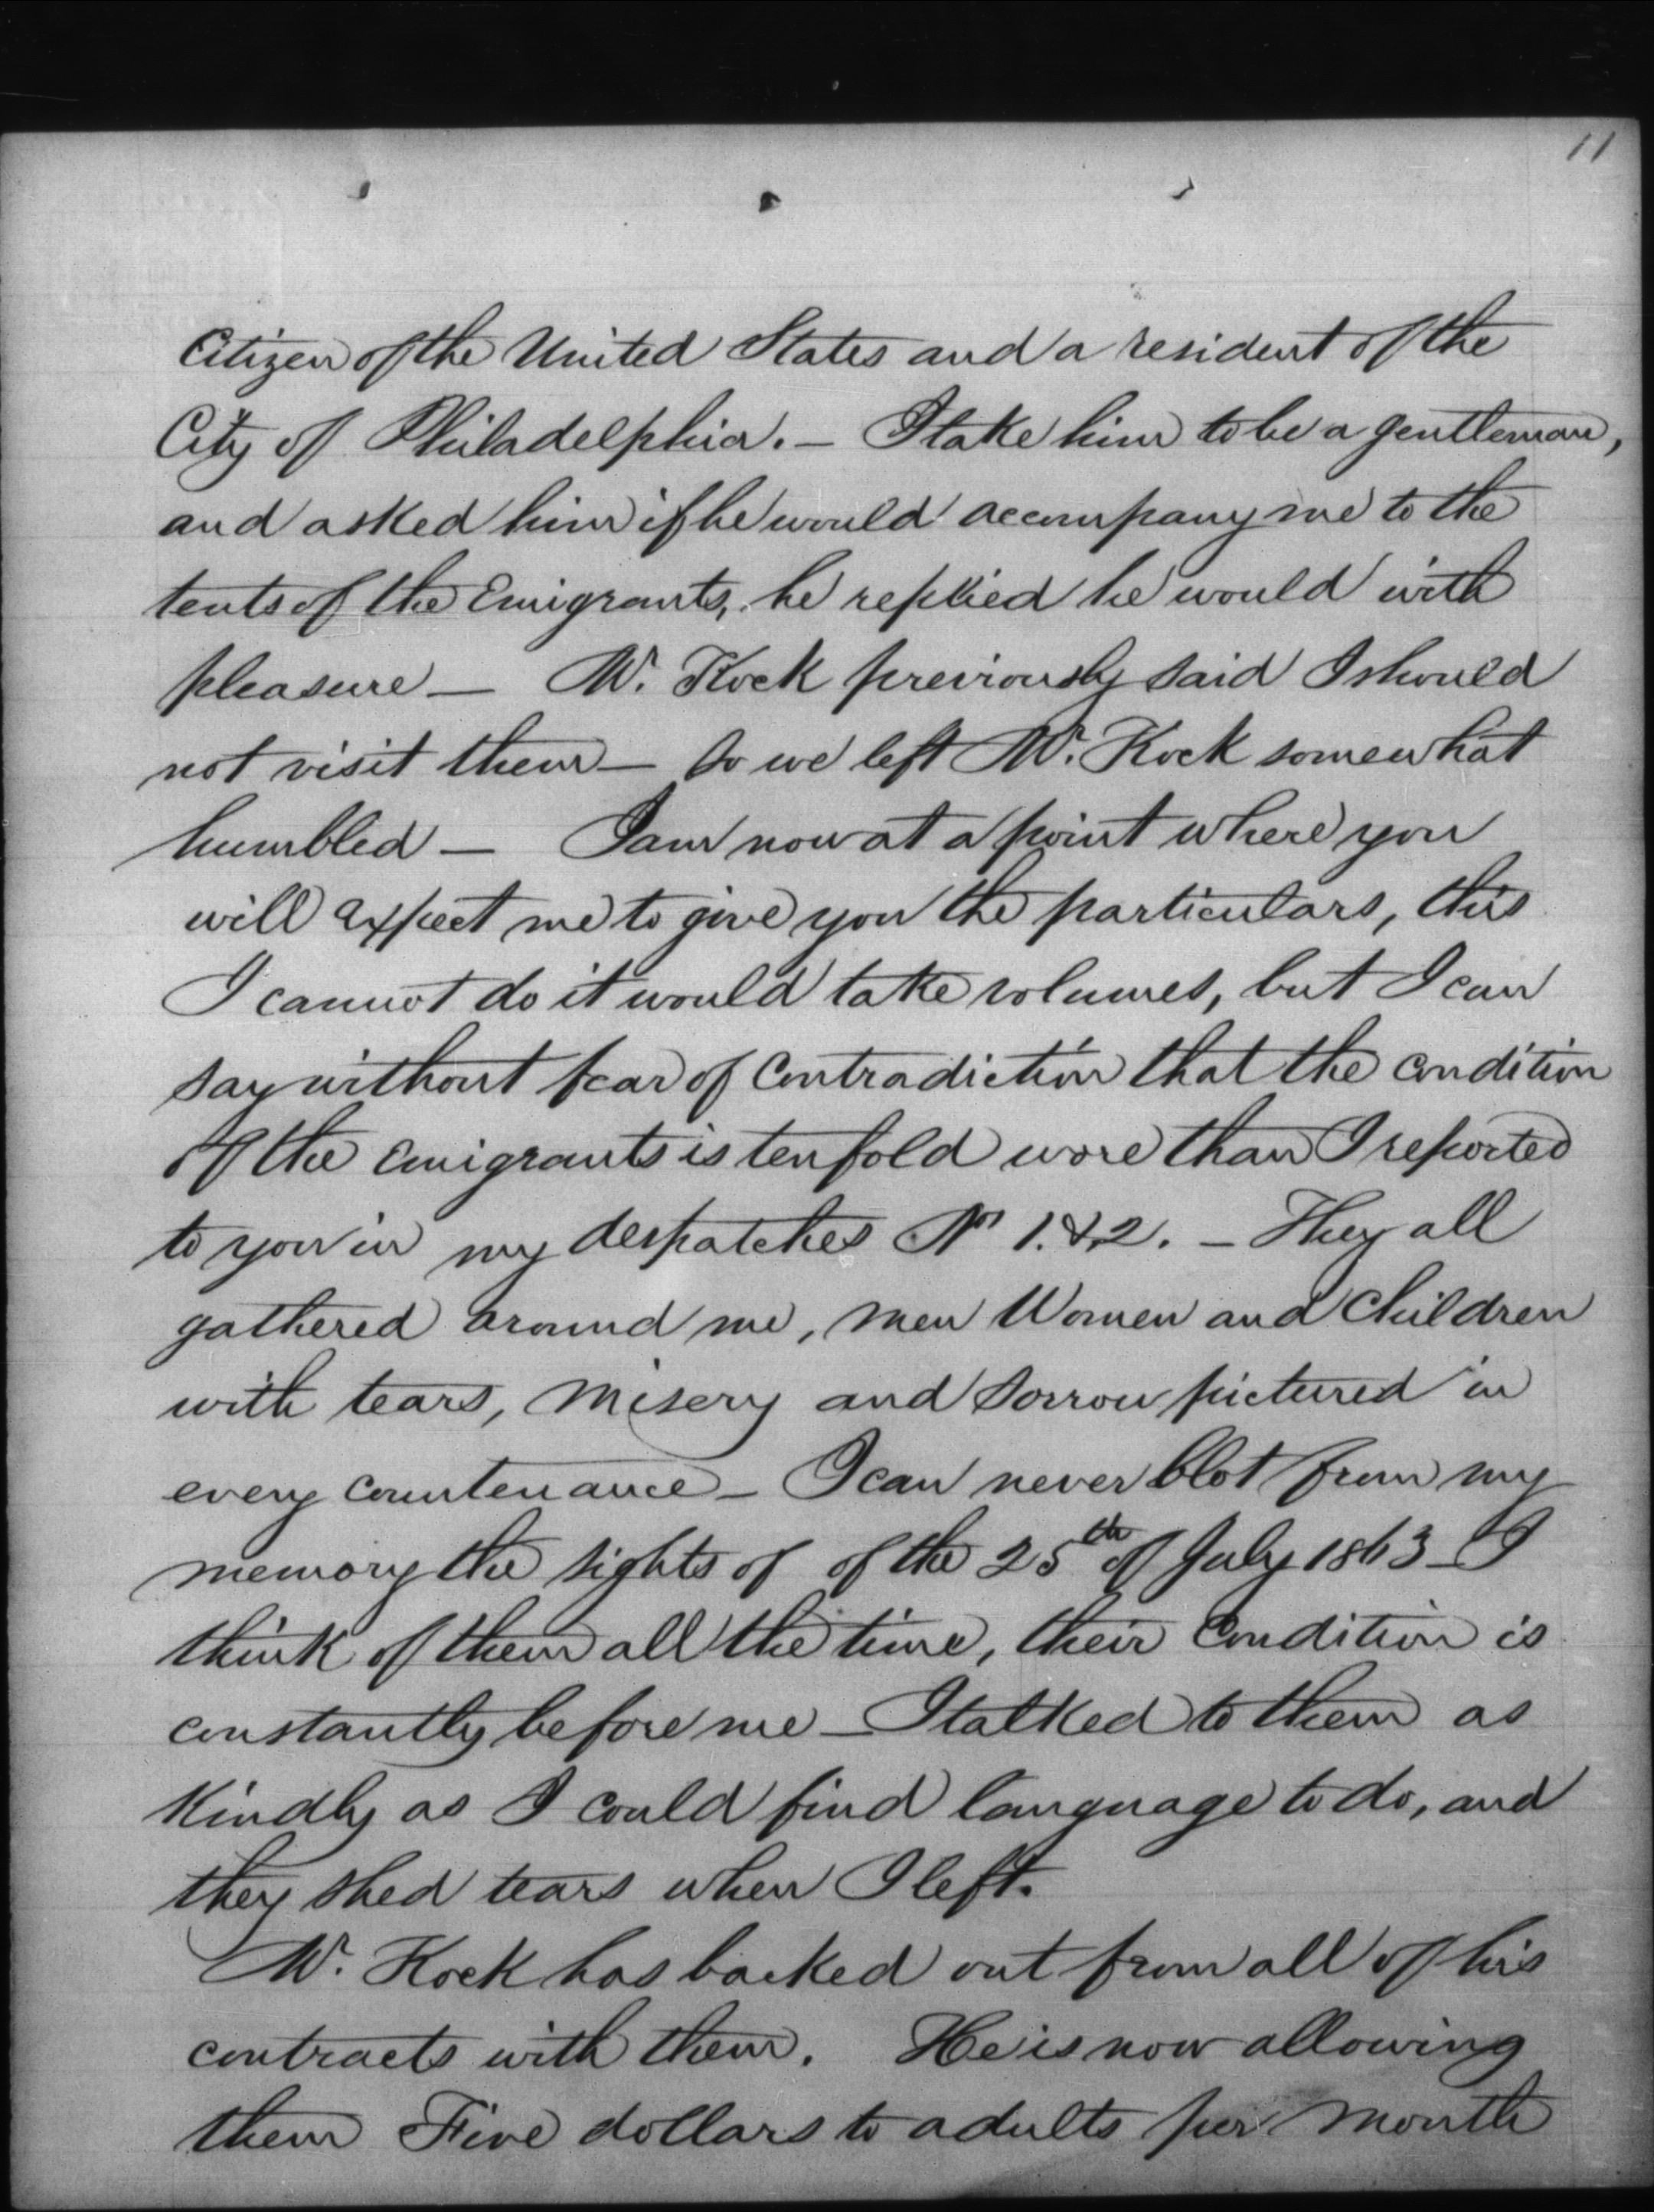 11
Citizen of the United States and a resident of the
City of Philadelphia. — I take him to be a gentleman,
and asked him if he would accompany me to the
tents of the Emigrants, he replied he would with
pleasure — Mr. Kock previously said I should
not visit them — So we left Mr. Kock somewhat
humbled — I am now at a point where you
will expect me to give you the particulars, this
I cannot do it would take volumes, but I can
say without fear of Contradiction that the condition
of the emigrants is tenfold wore than I reported
to you in my despatches No 1. & 2. — They all
gathered around me, men Women and Children
with tears, misery and Sorrow pictured in
every countenance — I can never blot from my
memory the sights of of the 25th of July 1863 — I
think of them all the time, their Condition is
constantly before me — I talked to them as
Kindly as I could find language to do, and
they shed tears when I left.
Mr. Kock has backed out from all of his
contracts with them. He is now allowing
them Five dollars to adults per month